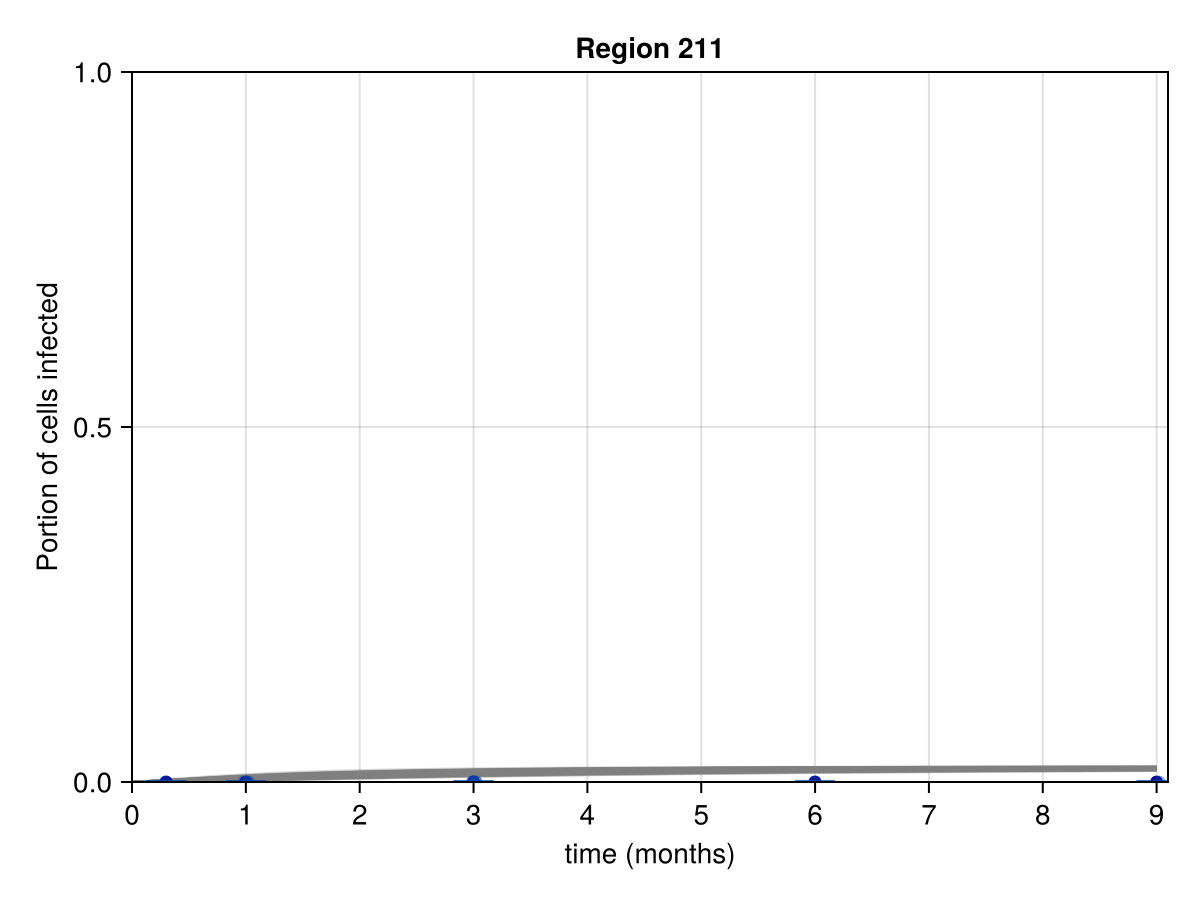 Region 211
1.0
0.5
0.0
Portion of cells infected
0 1 2 3 4 5 6 7 8 9
time (months)